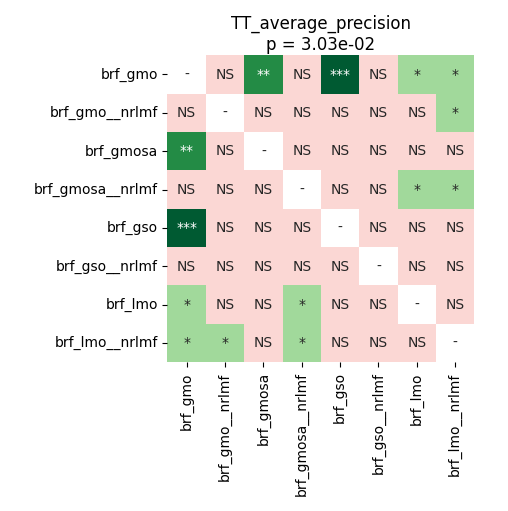 TT_average_precision
p = 3.03e-02
brf_gmo - NS ** NS *** NS * *
brf_gmo__nrlmf NS - NS NS NS NS NS *
brf_gmosa ** NS - NS NS NS NS NS
brf_gmosa__nrlmf NS NS NS - NS NS * *
brf_gso *** NS NS NS - NS NS NS
brf_gso__nrlmf NS NS NS NS NS - NS NS
brf_lmo * NS NS * NS NS - NS
brf_lmo__nrlmf * * NS * NS NS NS -
brf_gmo
brf_gmo__nrlmf
brf_gmosa
brf_gmosa__nrlmf
brf_gso
brf_gso__nrlmf
brf_lmo
brf_lmo__nrlmf